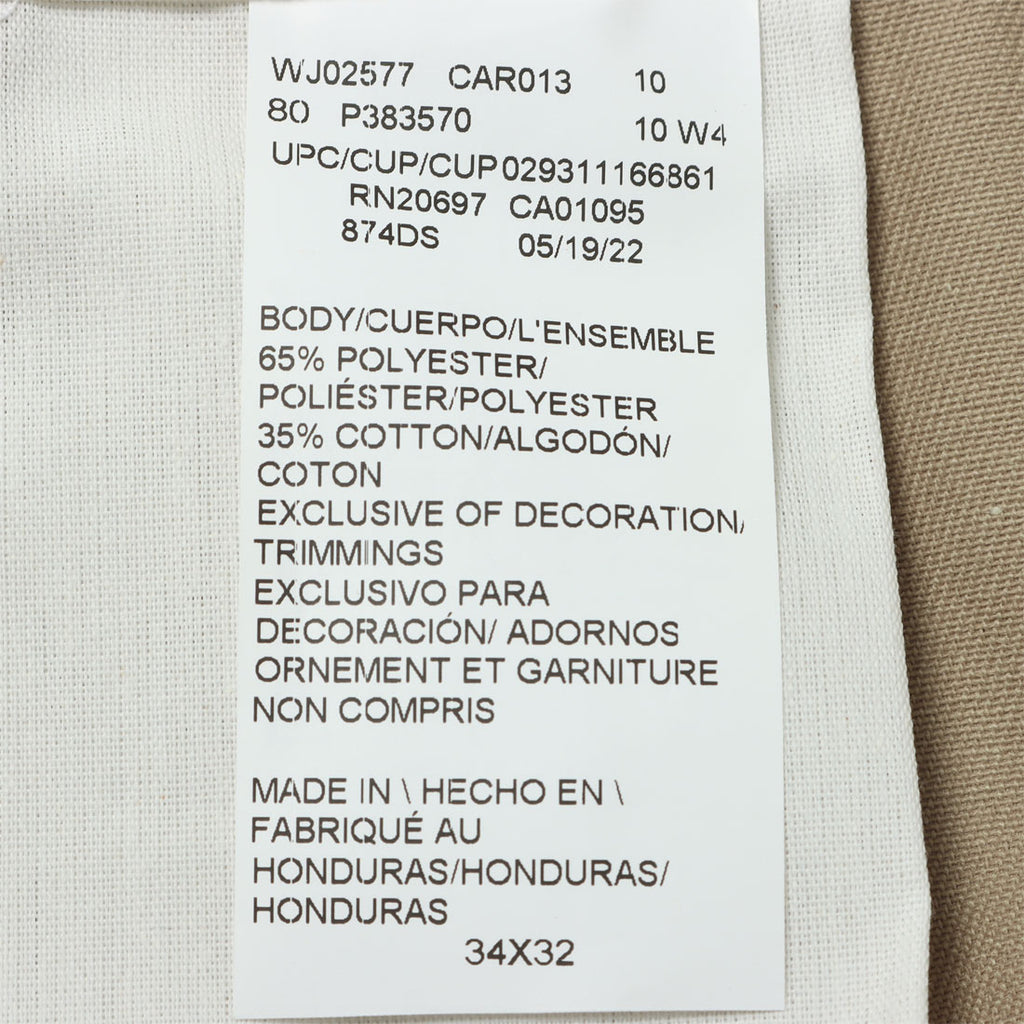 WJ02577 CAR013 10
80 P383570 10 W4
UPC/CUP/CUP029311166861
RN20697 CA01095
874DS 05/19/22
BODY/CUERPO/L'ENSEMBLE
65% POLYESTER/
POLIÉSTER/POLYESTER
35% COTTON/ALGODÓN/
COTON
EXCLUSIVE OF DECORATION/
TRIMMINGS
EXCLUSIVO PARA
DECORACIÓN/ ADORNOS
ORNEMENT ET GARNITURE
NON COMPRIS
MADE IN \ HECHO EN \
FABRIQUÉ AU
HONDURAS/HONDURAS/
HONDURAS
34X32